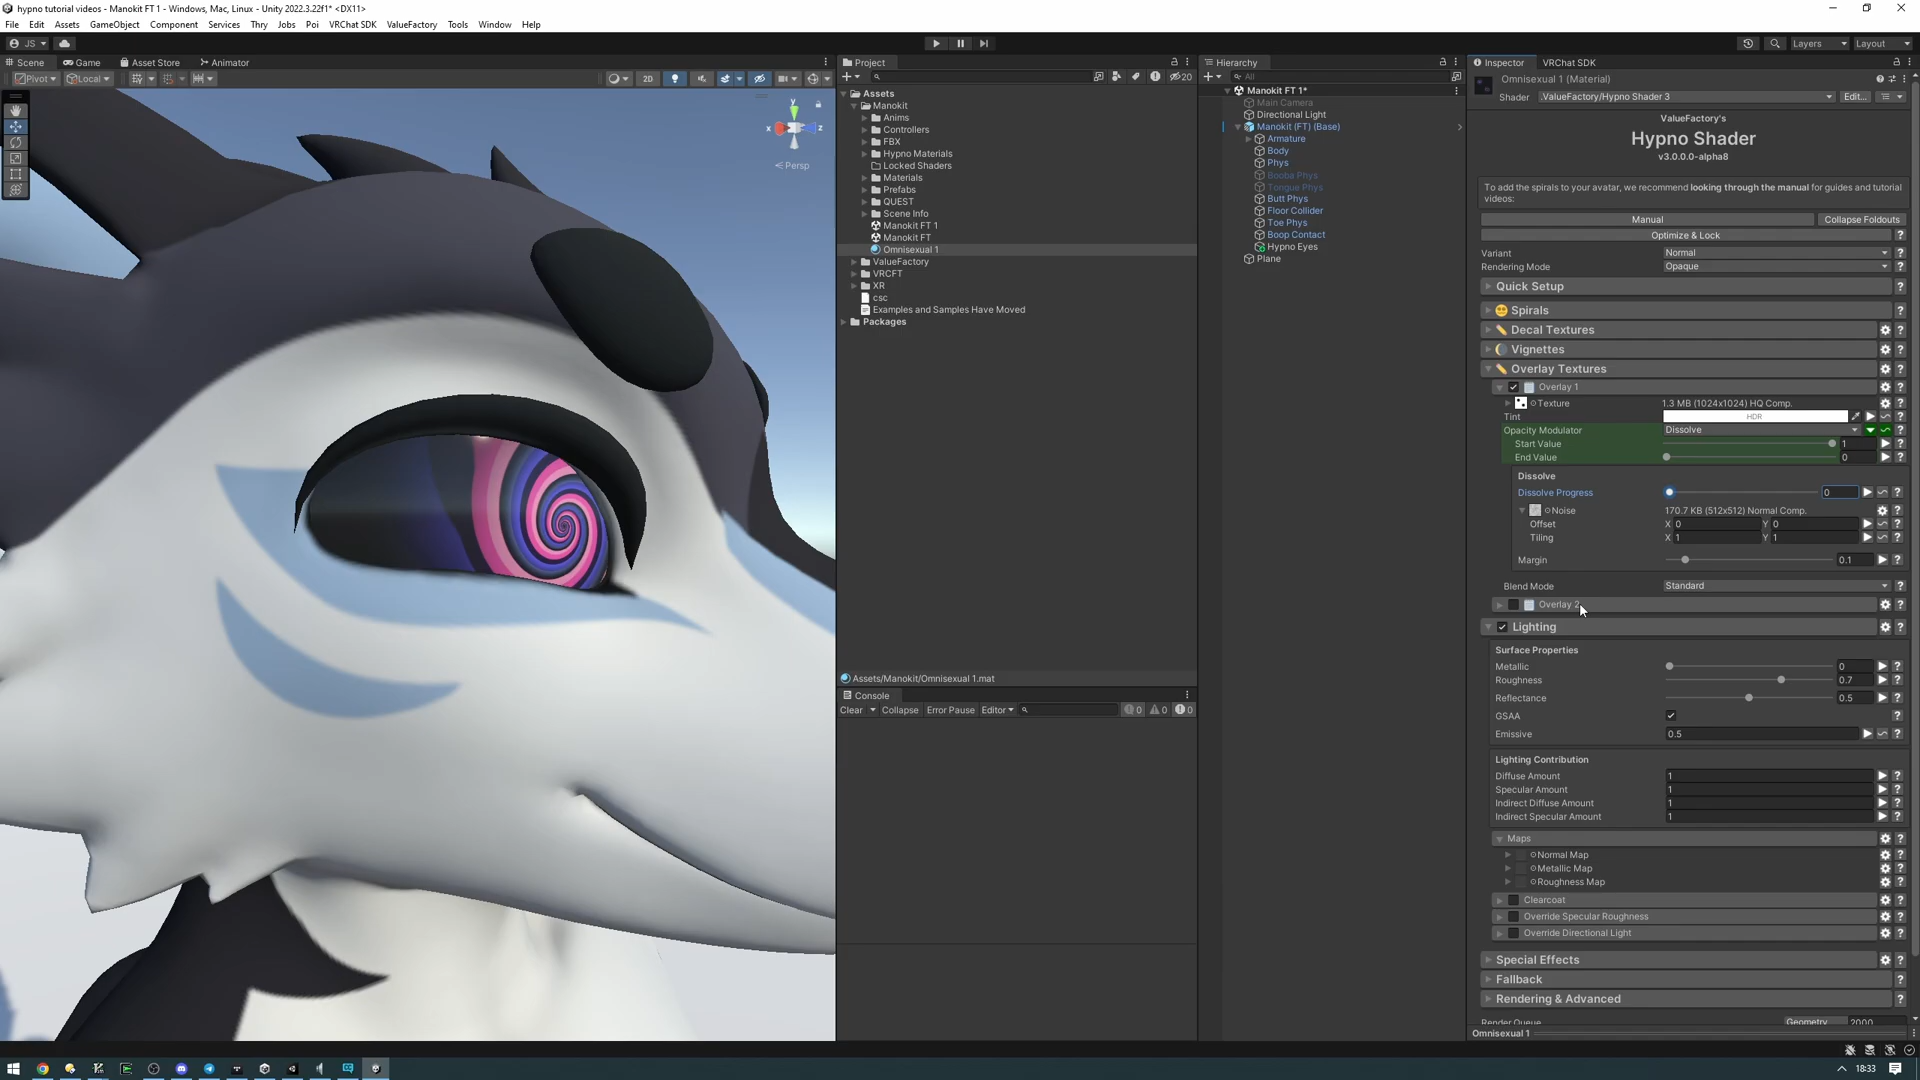 hypno tutorial videos - Manokit FT 1 - Windows, Mac, Linux - Unity 2022.3.22f1* <DX11>
File Edit Assets GameObject Component Services Thry Jobs Poi VRChat SDK ValueFactory Tools Window Help
JS Layers Layout
Scene Game Asset Store Animator
Pivot Local 2D
y
x z
Persp
Project
20
Assets
Manokit
Anims
Controllers
FBX
Hypno Materials
Locked Shaders
Materials
Prefabs
QUEST
Scene Info
Manokit FT 1
Manokit FT
Omnisexual 1
ValueFactory
VRCFT
XR
csc
Examples and Samples Have Moved
Packages
Assets/Manokit/Omnisexual 1.mat
Console
Clear Collapse Error Pause Editor 0 0 0
Hierarchy
All
Manokit FT 1*
Main Camera
Directional Light
Manokit (FT) (Base)
Armature
Body
Phys
Booba Phys
Tongue Phys
Butt Phys
Floor Collider
Toe Phys
Boop Contact
Hypno Eyes
Plane
Inspector VRChat SDK
Omnisexual 1 (Material)
Shader .ValueFactory/Hypno Shader 3 Edit...
ValueFactory's
Hypno Shader
v3.0.0.0-alpha8
To add the spirals to your avatar, we recommend looking through the manual for guides and tutorial
videos:
Manual Collapse Foldouts
Optimize & Lock
Variant Normal
Rendering Mode Opaque
Quick Setup
Spirals
Decal Textures
Vignettes
Overlay Textures
Overlay 1
Texture 1.3 MB (1024x1024) HQ Comp.
Tint HDR
Opacity Modulator Dissolve
Start Value 1
End Value 0
Dissolve
Dissolve Progress 0
Noise 170.7 KB (512x512) Normal Comp.
Offset X 0 Y 0
Tiling X 1 Y 1
Margin 0.1
Blend Mode Standard
Overlay 2
Lighting
Surface Properties
Metallic 0
Roughness 0.7
Reflectance 0.5
GSAA
Emissive 0.5
Lighting Contribution
Diffuse Amount 1
Specular Amount 1
Indirect Diffuse Amount 1
Indirect Specular Amount 1
Maps
Normal Map
Metallic Map
Roughness Map
Clearcoat
Override Specular Roughness
Override Directional Light
Special Effects
Fallback
Rendering & Advanced
Render Queue Geometry 2000
Omnisexual 1
18:33